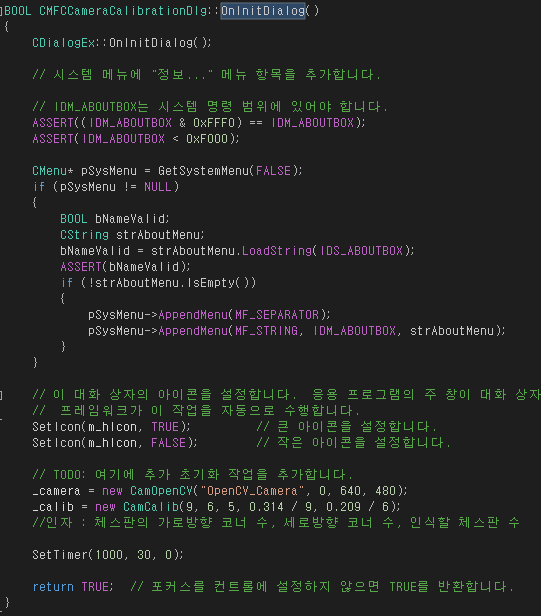 BOOL CMFCCameraCalibrationDlg::OnInitDialog()
{
CDialogEx::OnInitDialog();
// 시스템 메뉴에 "정보..." 메뉴 항목을 추가합니다.
// IDM_ABOUTBOX는 시스템 명령 범위에 있어야 합니다.
ASSERT((IDM_ABOUTBOX & 0xFFF0) == IDM_ABOUTBOX);
ASSERT(IDM_ABOUTBOX < 0xF000);
CMenu* pSysMenu = GetSystemMenu(FALSE);
if (pSysMenu != NULL)
{
BOOL bNameValid;
CString strAboutMenu;
bNameValid = strAboutMenu.LoadString(IDS_ABOUTBOX);
ASSERT(bNameValid);
if (!strAboutMenu.IsEmpty())
{
pSysMenu->AppendMenu(MF_SEPARATOR);
pSysMenu->AppendMenu(MF_STRING, IDM_ABOUTBOX, strAboutMenu);
}
}
// 이 대화 상자의 아이콘을 설정합니다. 응용 프로그램의 주 창이 대화 상자
// 프레임워크가 이 작업을 자동으로 수행합니다.
SetIcon(m_hIcon, TRUE); // 큰 아이콘을 설정합니다.
SetIcon(m_hIcon, FALSE); // 작은 아이콘을 설정합니다.
// TODO: 여기에 추가 초기화 작업을 추가합니다.
_camera = new CamOpenCV("OpenCV_Camera", 0, 640, 480);
_calib = new CamCalib(9, 6, 5, 0.314 / 9, 0.209 / 6);
//인자 : 체스판의 가로방향 코너 수, 세로방향 코너 수, 인식할 체스판 수
SetTimer(1000, 30, 0);
return TRUE; // 포커스를 컨트롤에 설정하지 않으면 TRUE를 반환합니다.
}